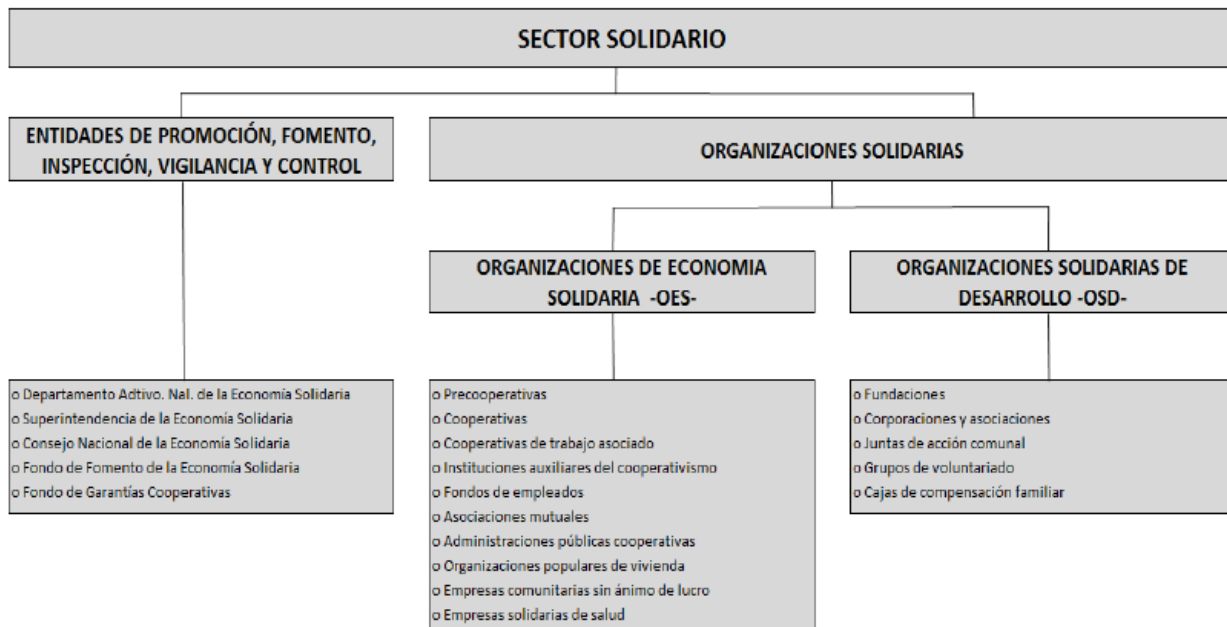 SECTOR SOLIDARIO
ENTIDADES DE PROMOCIÓN, FOMENTO,
INSPECCIÓN, VIGILANCIA Y CONTROL
ORGANIZACIONES SOLIDARIAS
ORGANIZACIONES DE ECONOMIA
SOLIDARIA -OES-
ORGANIZACIONES SOLIDARIAS DE
DESARROLLO -OSD-
o Departamento Adtivo. Nal. de la Economía Solidaria
o Superintendencia de la Economía Solidaria
o Consejo Nacional de la Economía Solidaria
o Fondo de Fomento de la Economía Solidaria
o Fondo de Garantías Cooperativas
o Precooperativas
o Cooperativas
o Cooperativas de trabajo asociado
o Instituciones auxiliares del cooperativismo
o Fondos de empleados
o Asociaciones mutuales
o Administraciones públicas cooperativas
o Organizaciones populares de vivienda
o Empresas comunitarias sin ánimo de lucro
o Empresas solidarias de salud
o Fundaciones
o Corporaciones y asociaciones
o Juntas de acción comunal
o Grupos de voluntariado
o Cajas de compensación familiar